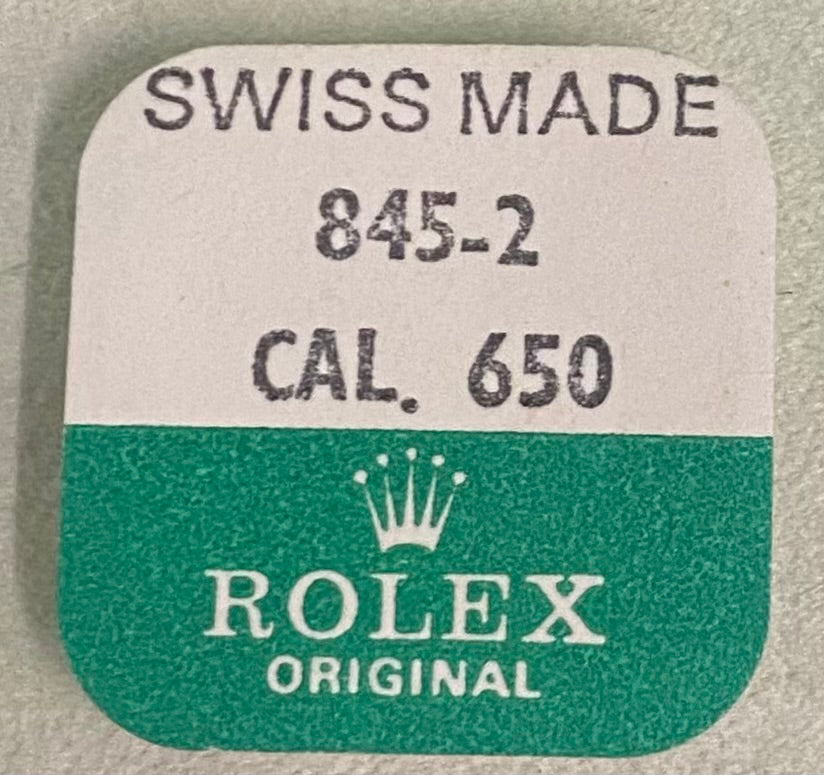 SWISS MADE
845-2
CAL. 650
ROLEX
ORIGINAL